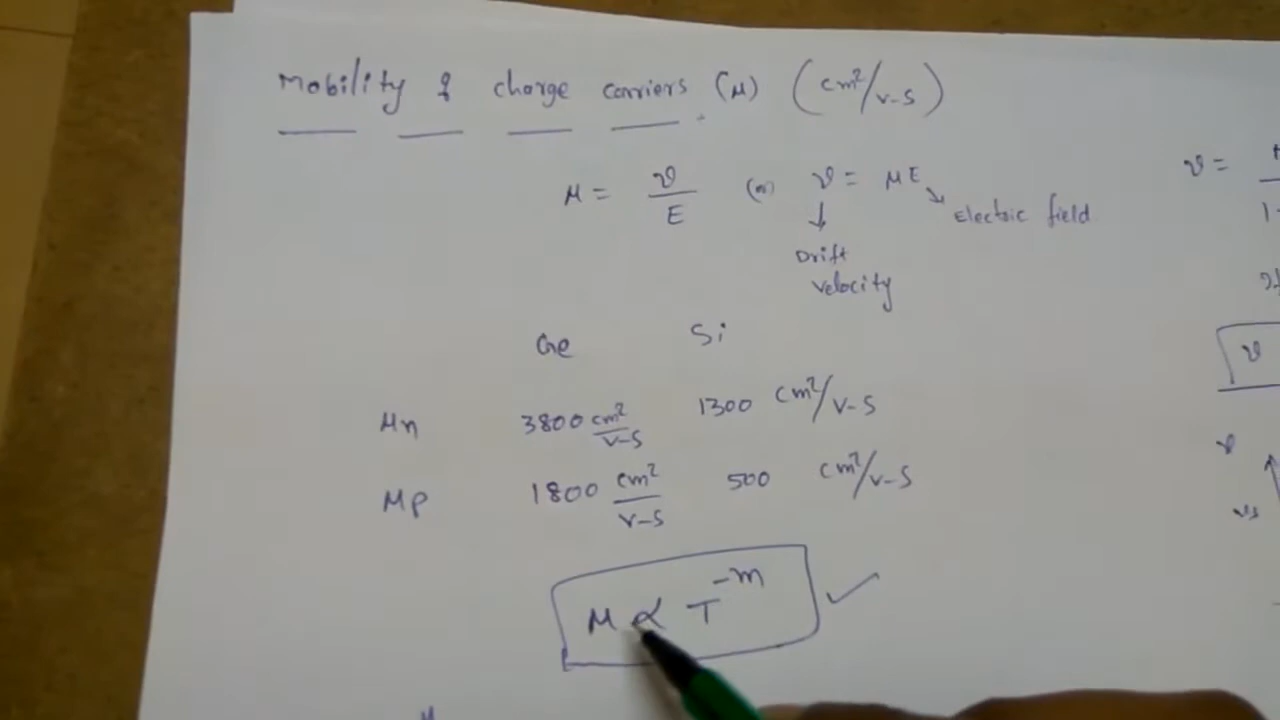 Mobility of charge carriers (μ) (cm²/v-s)
μ = v/E (or) v = μE
Electric field
Drift
velocity
Ge Si
μn 3800 cm²/v-s 1300 cm²/v-s
μp 1800 cm²/v-s 500 cm²/v-s
μ ∝ T⁻ᵐ
v =
v
v
vs